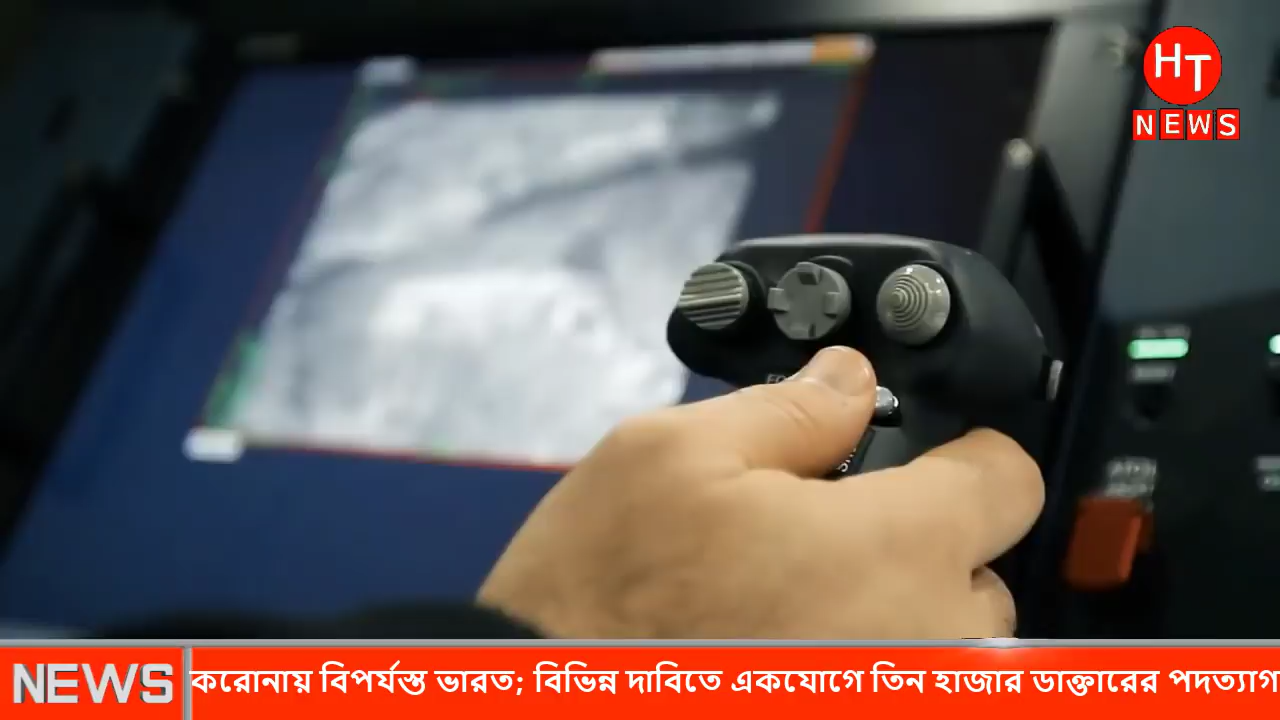 HT
NEWS
NEWS
করোনায় বিপর্যস্ত ভারত; বিভিন্ন দাবিতে একযোগে তিন হাজার ডাক্তারের পদত্যাগ